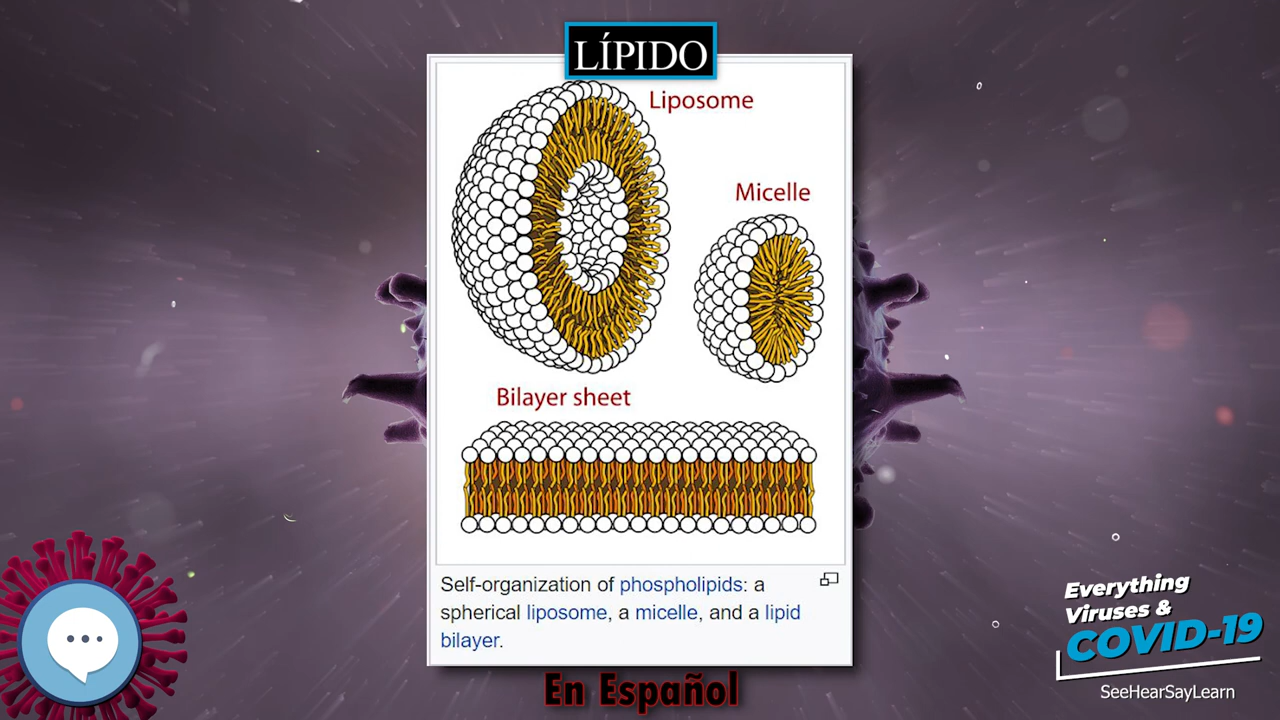 LÍPIDO
Liposome
Micelle
Bilayer sheet
Self-organization of phospholipids: a
spherical liposome, a micelle, and a lipid
bilayer.
En Español
Everything
Viruses &
COVID-19
SeeHearSayLearn